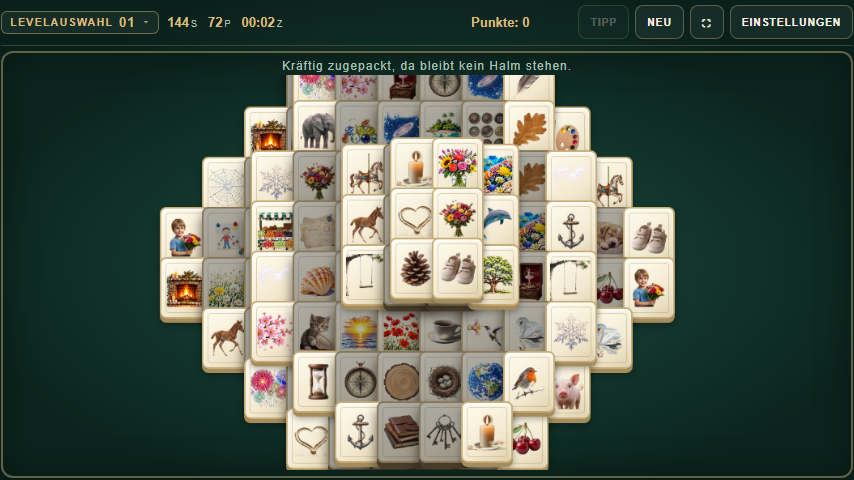 LEVELAUSWAHL 01 144S 72P 00:02Z Punkte: 0 TIPP NEU EINSTELLUNGEN
Kräftig zugepackt, da bleibt kein Halm stehen.